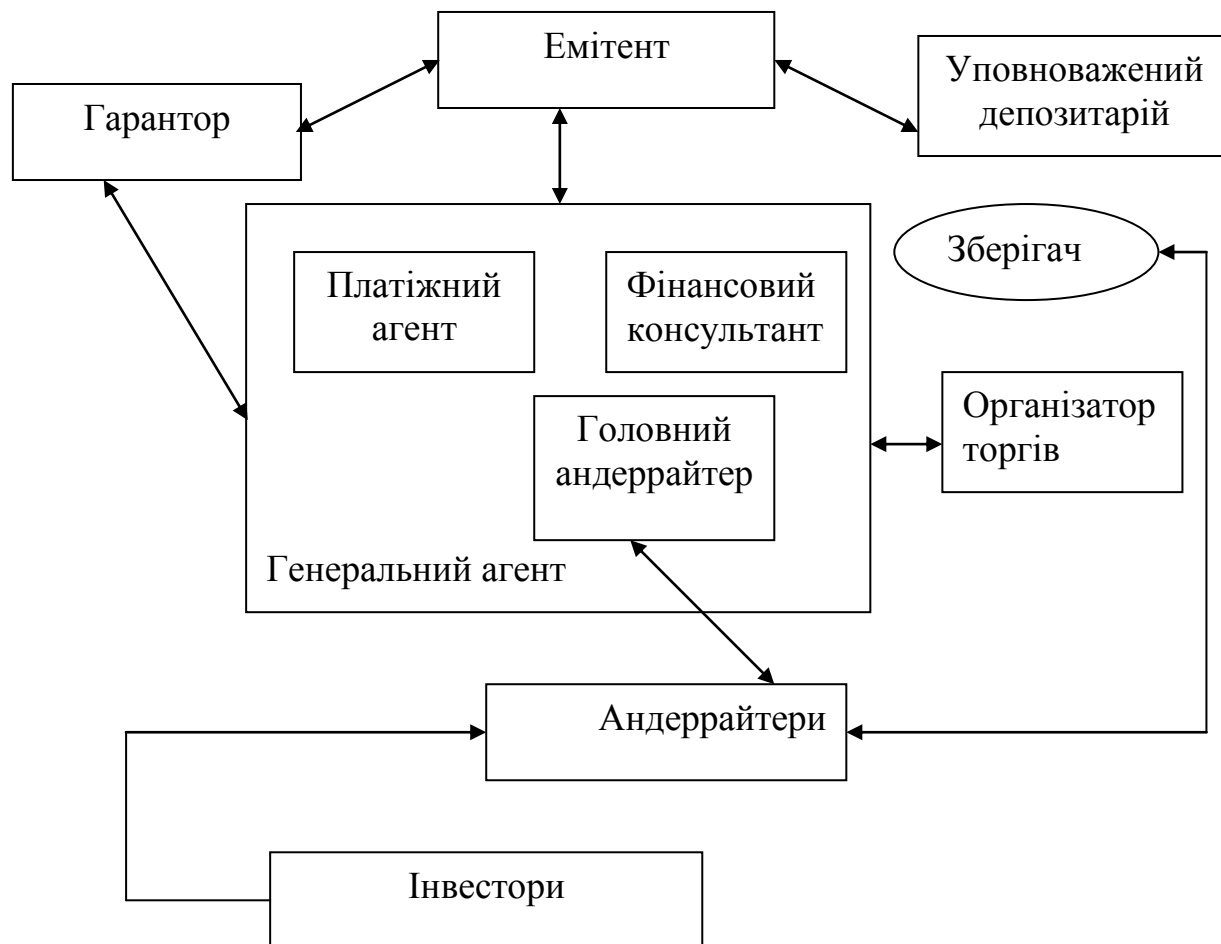 Емітент
Уповноважений
депозитарій
Гарантор
Зберігач
Платіжний
агент
Фінансовий
консультант
Організатор
торгів
Головний
андеррайтер
Генеральний агент
Андеррайтери
Інвестори